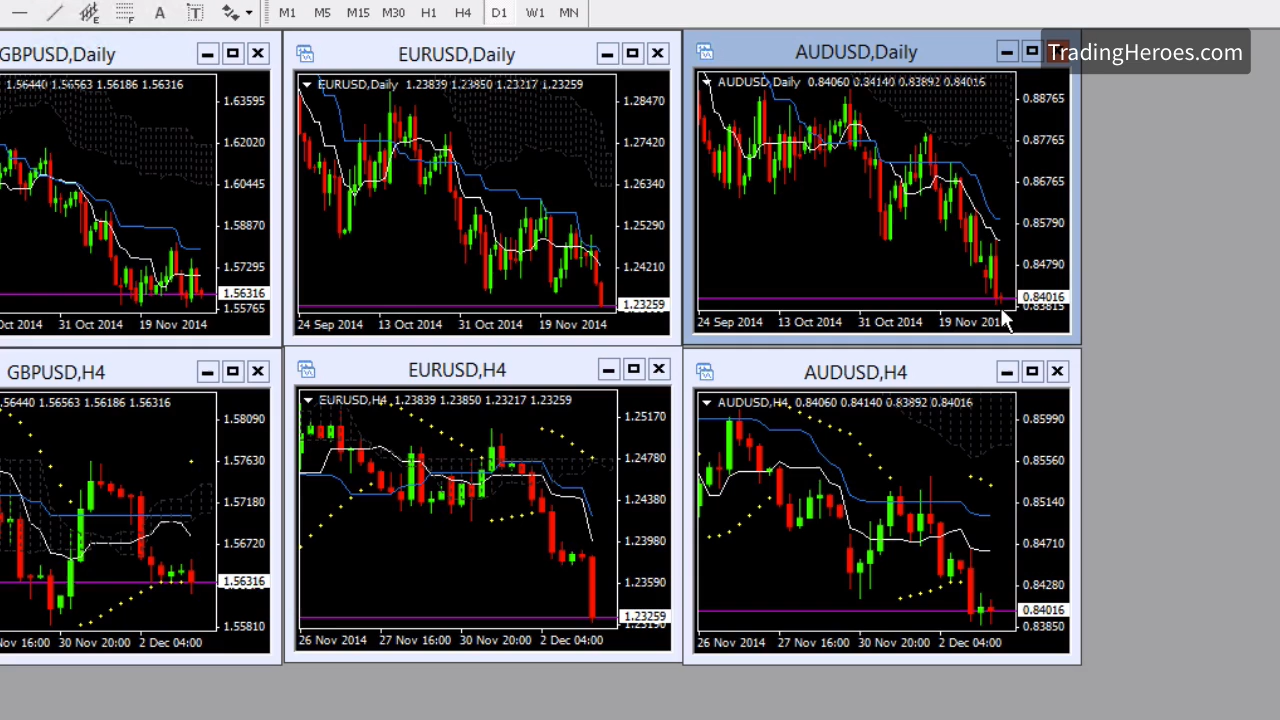 M1 M5 M15 M30 H1 H4 D1 W1 MN
TradingHeroes.com
GBPUSD,Daily
1.56440 1.56563 1.56186 1.56316
1.63595
1.62020
1.60445
1.58870
1.57295
1.56316
1.55765
Oct 2014 31 Oct 2014 19 Nov 2014
EURUSD,Daily
EURUSD,Daily 1.23839 1.23850 1.23217 1.23259
1.28470
1.27420
1.26340
1.25290
1.24210
1.23259
24 Sep 2014 13 Oct 2014 31 Oct 2014 19 Nov 2014
AUDUSD,Daily
AUDUSD,Daily 0.84060 0.84140 0.83892 0.84016
0.88765
0.87765
0.86765
0.85790
0.84790
0.84016
0.83815
24 Sep 2014 13 Oct 2014 31 Oct 2014 19 Nov 201
GBPUSD,H4
.56440 1.56563 1.56186 1.56316
1.58090
1.57630
1.57180
1.56720
1.56316
1.55810
Nov 16:00 30 Nov 20:00 2 Dec 04:00
EURUSD,H4
EURUSD,H4 1.23839 1.23850 1.23217 1.23259
1.25170
1.24780
1.24380
1.23980
1.23590
1.23259
26 Nov 2014 27 Nov 16:00 30 Nov 20:00 2 Dec 04:00
AUDUSD,H4
AUDUSD,H4 0.84060 0.84140 0.83892 0.84016
0.85990
0.85560
0.85140
0.84710
0.84280
0.84016
0.83850
26 Nov 2014 27 Nov 16:00 30 Nov 20:00 2 Dec 04:00